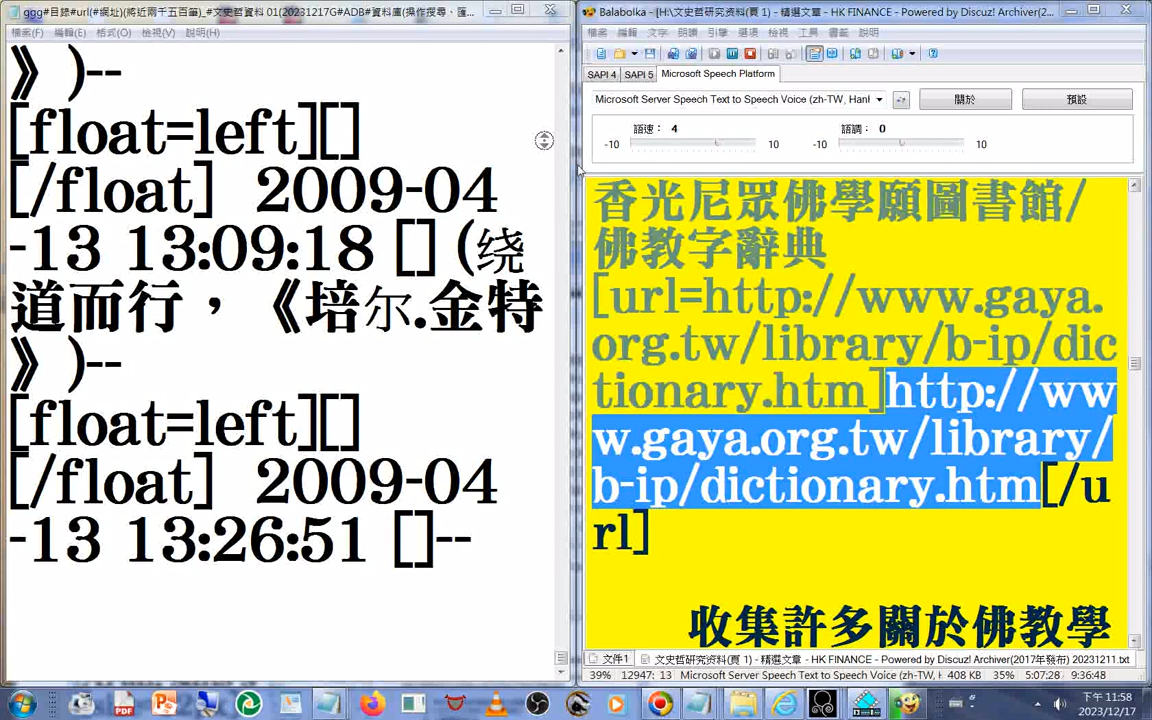 ggg#目錄#url(#網址)(將近兩千五百筆)_#文史哲資料 01(20231217G#ADB#資料庫(操作搜尋、匯...
檔案(F) 編輯(E) 格式(O) 檢視(V) 說明(H)
》)--
[float=left][]
[/float] 2009-04
-13 13:09:18 [] (绕
道而行，《培尔.金特
》)--
[float=left][]
[/float] 2009-04
-13 13:26:51 []--
Balabolka - [H:\文史哲研究资料(頁 1) - 精選文章 - HK FINANCE - Powered by Discuz! Archiver(2...
檔案 編輯 文字 朗讀 引擎 選項 檢視 工具 書籤 說明
SAPI 4 SAPI 5 Microsoft Speech Platform
Microsoft Server Speech Text to Speech Voice (zh-TW, Hanl
關於 預設
語速： 4 語調： 0
-10 10 -10 10
香光尼眾佛學願圖書館/
佛教字辭典
[url=http://www.gaya.
org.tw/library/b-ip/dic
tionary.htm]http://ww
w.gaya.org.tw/library/
b-ip/dictionary.htm[/u
rl]
收集許多關於佛教學
文件1 文史哲研究资料(頁 1) - 精選文章 - HK FINANCE - Powered by Discuz! Archiver(2017年發布) 20231211.txt
39% 12947: 13 Microsoft Server Speech Text to Speech Voice (zh-TW, H 408 KB 35% 5:07:28 9:36:48
下午 11:58
2023/12/17